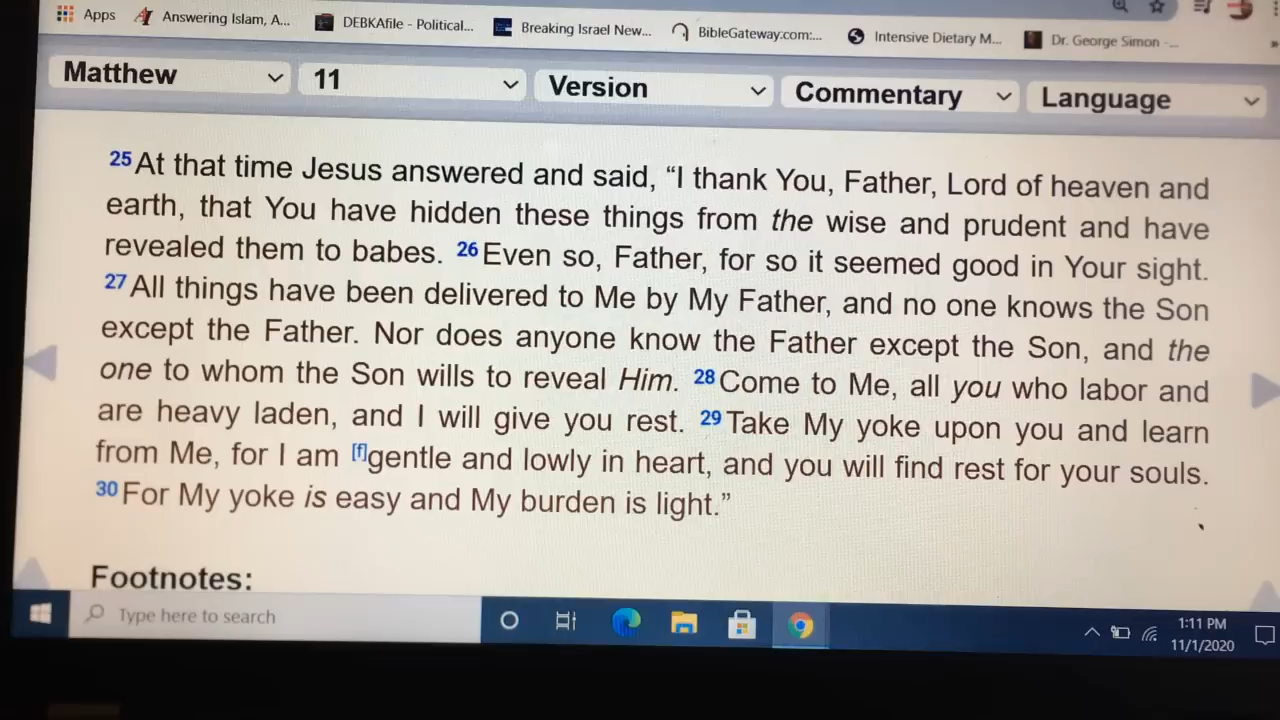 Apps Answering Islam, A... DEBKAfile - Political... Breaking Israel New... BibleGateway.com:... Intensive Dietary M... Dr. George Simon -...
Matthew 11 Version Commentary Language
25 At that time Jesus answered and said, “I thank You, Father, Lord of heaven and
earth, that You have hidden these things from the wise and prudent and have
revealed them to babes. 26 Even so, Father, for so it seemed good in Your sight.
27 All things have been delivered to Me by My Father, and no one knows the Son
except the Father. Nor does anyone know the Father except the Son, and the
one to whom the Son wills to reveal Him. 28 Come to Me, all you who labor and
are heavy laden, and I will give you rest. 29 Take My yoke upon you and learn
from Me, for I am [f]gentle and lowly in heart, and you will find rest for your souls.
30 For My yoke is easy and My burden is light.”
Footnotes:
Type here to search
1:11 PM
11/1/2020